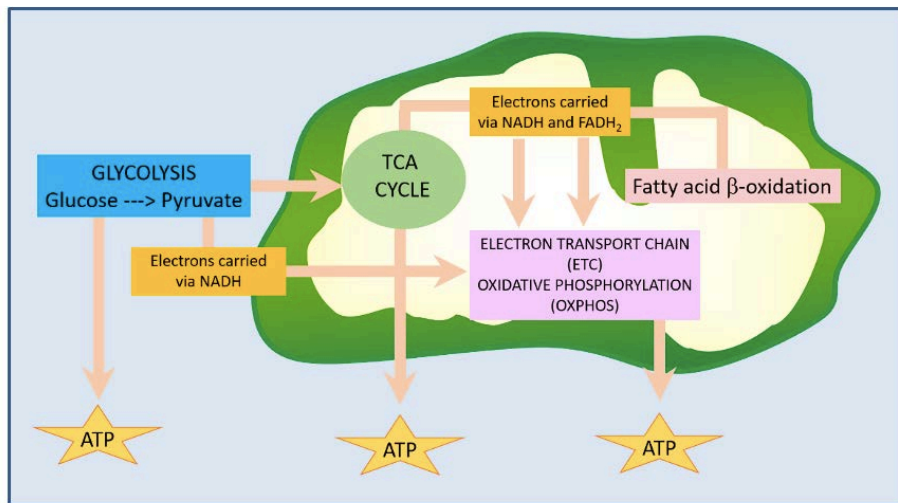 Electrons carried
via NADH and FADH₂
GLYCOLYSIS
Glucose ---> Pyruvate
TCA
CYCLE
Fatty acid β-oxidation
Electrons carried
via NADH
ELECTRON TRANSPORT CHAIN
(ETC)
OXIDATIVE PHOSPHORYLATION
(OXPHOS)
ATP
ATP
ATP